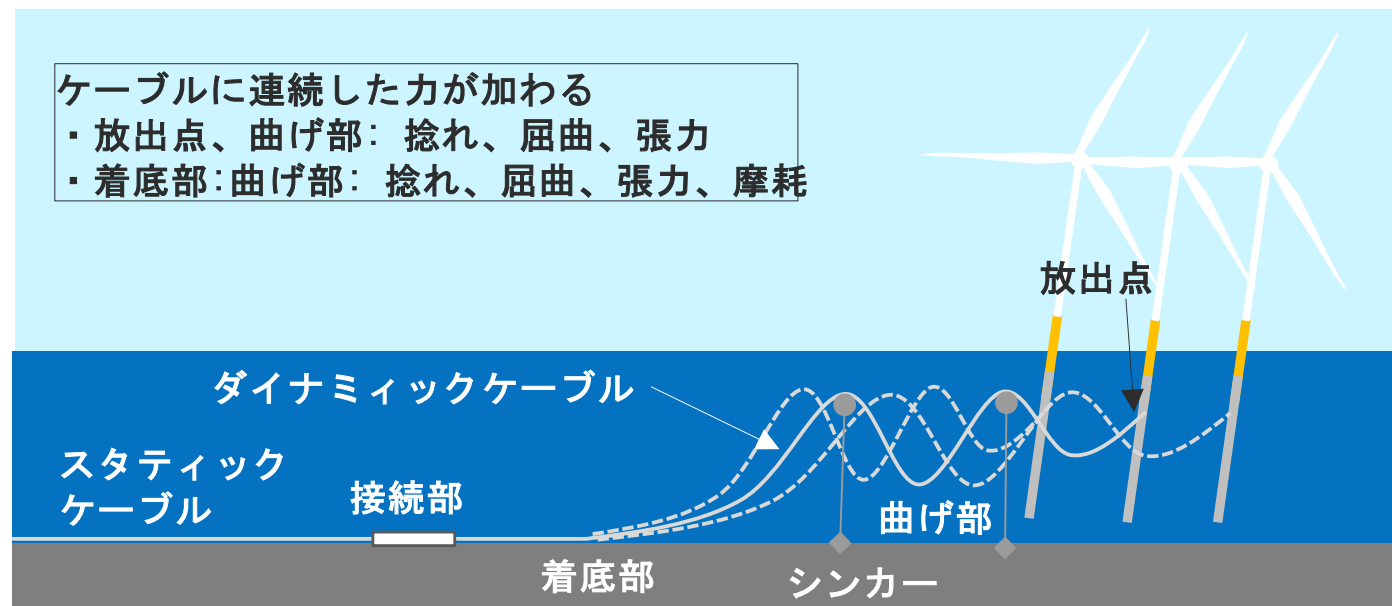 ケーブルに連続した力が加わる
・放出点、曲げ部: 捻れ、屈曲、張力
・着底部:曲げ部: 捻れ、屈曲、張力、摩耗
放出点
ダイナミィックケーブル
スタティック
ケーブル
接続部
曲げ部
着底部
シンカー